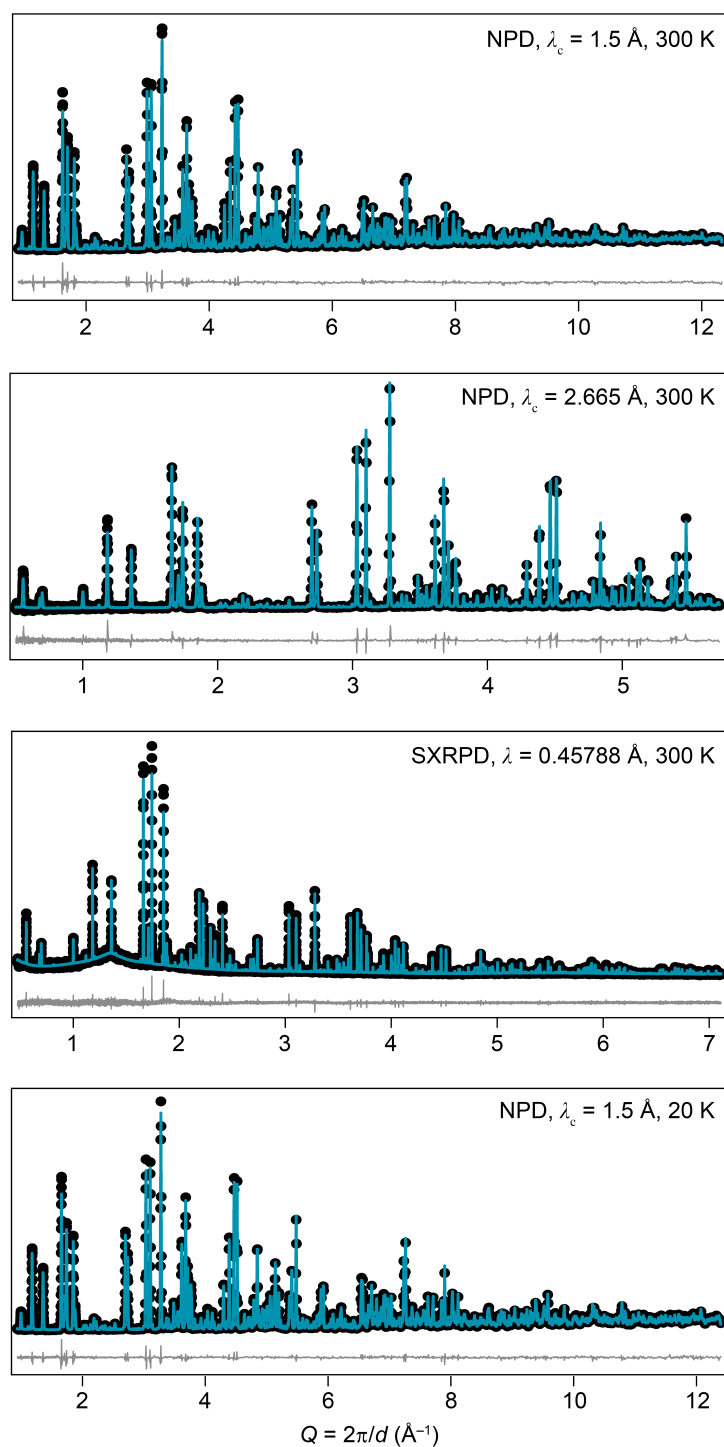 NPD, λc = 1.5 Å, 300 K
2 4 6 8 10 12
NPD, λc = 2.665 Å, 300 K
1 2 3 4 5
SXRPD, λ = 0.45788 Å, 300 K
1 2 3 4 5 6 7
NPD, λc = 1.5 Å, 20 K
2 4 6 8 10 12
Q = 2π/d (Å⁻¹)